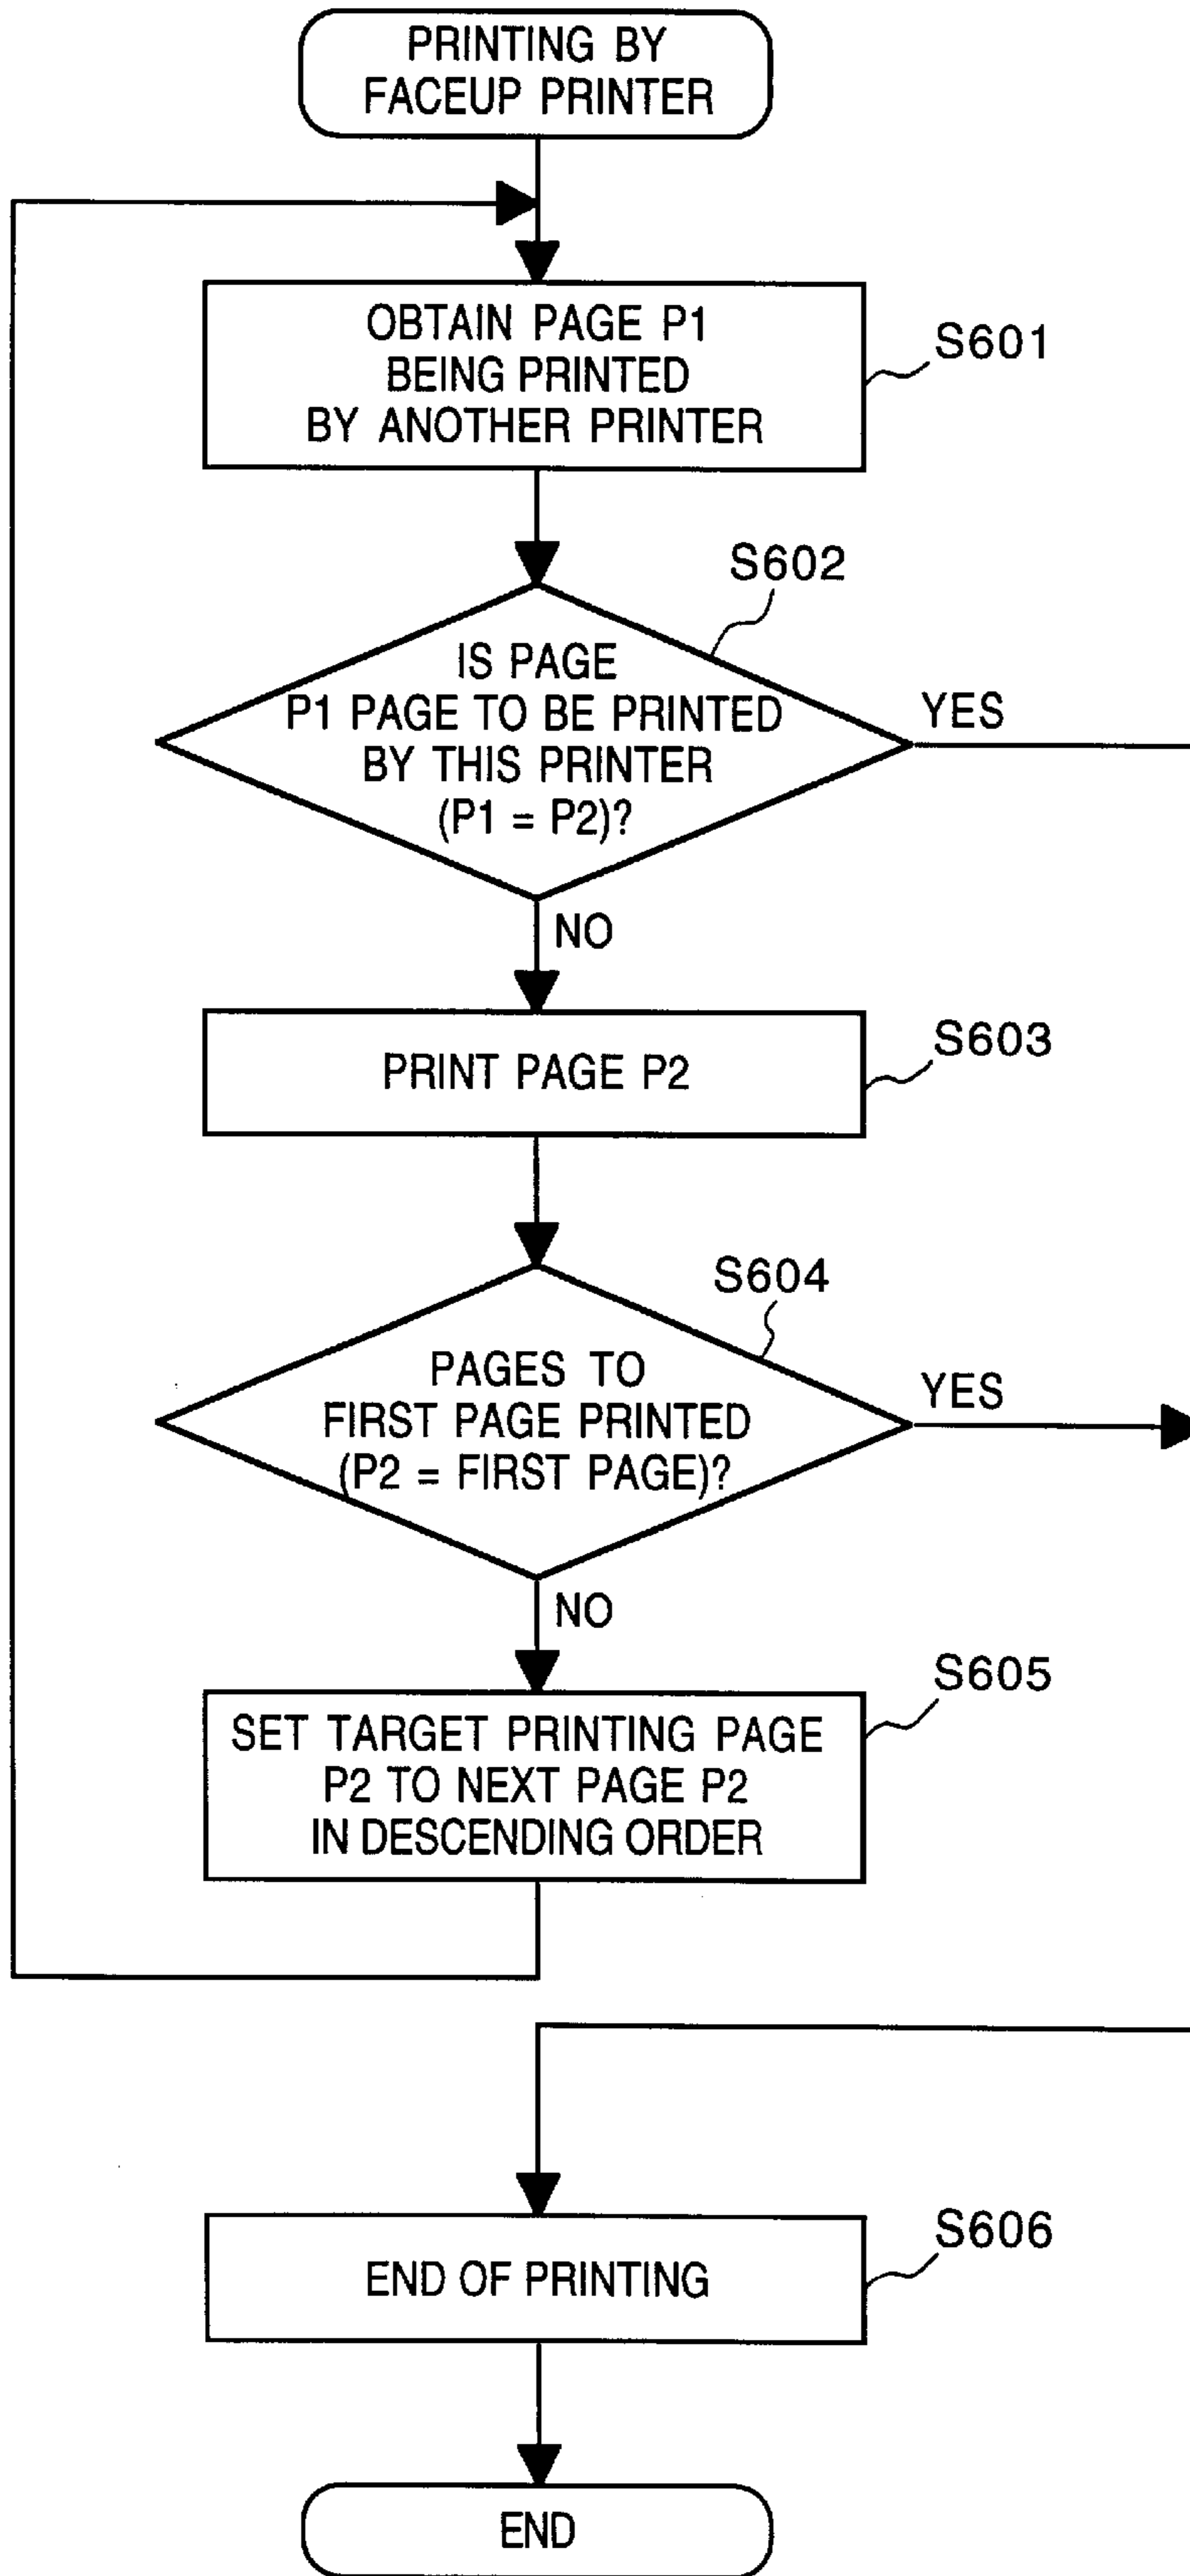 PRINTING BY
FACEUP PRINTER
OBTAIN PAGE P1
BEING PRINTED
BY ANOTHER PRINTER
S601
S602
IS PAGE
P1 PAGE TO BE PRINTED
BY THIS PRINTER
(P1 = P2)?
YES
NO
PRINT PAGE P2
S603
S604
PAGES TO
FIRST PAGE PRINTED
(P2 = FIRST PAGE)?
YES
NO
S605
SET TARGET PRINTING PAGE
P2 TO NEXT PAGE P2
IN DESCENDING ORDER
END OF PRINTING
S606
END